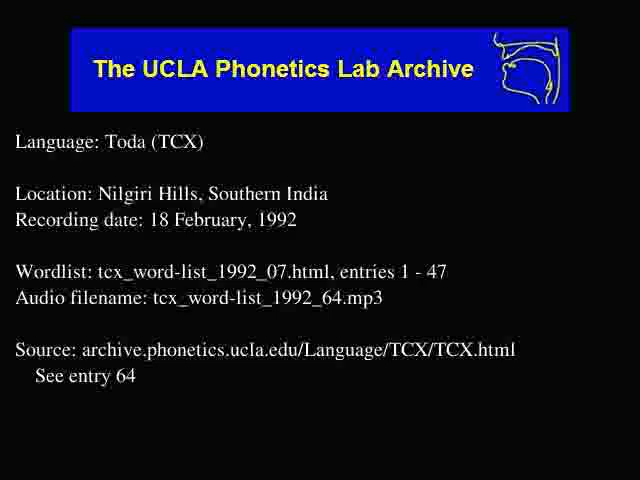 The UCLA Phonetics Lab Archive
Language: Toda (TCX)
Location: Nilgiri Hills, Southern India
Recording date: 18 February, 1992
Wordlist: tcx_word-list_1992_07.html, entries 1 - 47
Audio filename: tcx_word-list_1992_64.mp3
Source: archive.phonetics.ucla.edu/Language/TCX/TCX.html
See entry 64